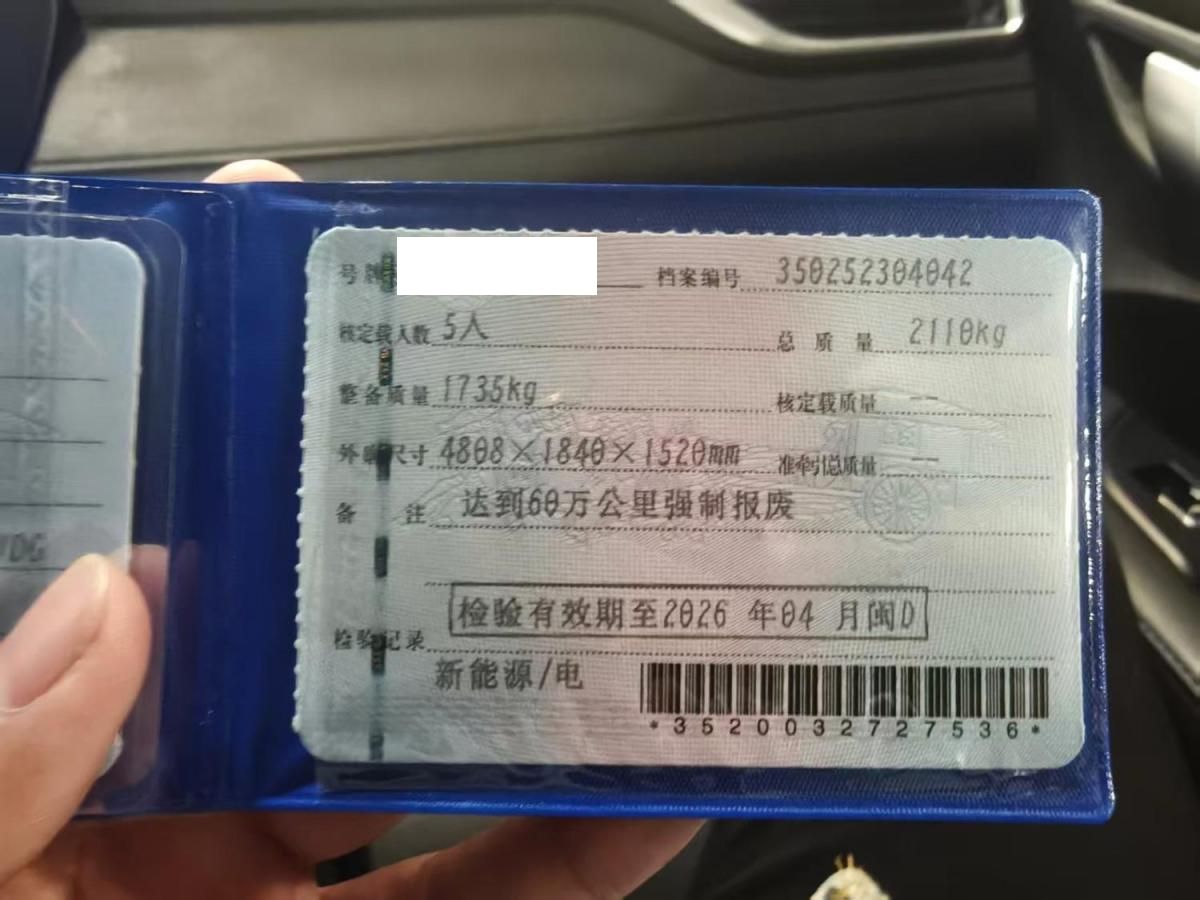 号牌 档案编号 350252304042
核定载人数 5人 总质量 2110kg
整备质量 1735kg 核定载质量 --
外廓尺寸 4808×1840×1520mm 准牵引总质量 --
备注 达到60万公里强制报废
检验有效期至2026 年04 月闽D
检验记录
新能源/电
*3520032727536*